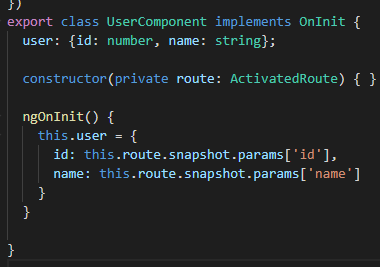 })
export class UserComponent implements OnInit {
  user: {id: number, name: string};
  constructor(private route: ActivatedRoute) { }
  ngOnInit() {
    this.user = {
      id: this.route.snapshot.params['id'],
      name: this.route.snapshot.params['name']
    }
  }
}